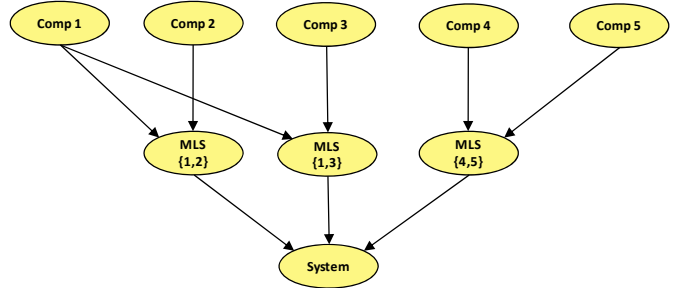 Comp 1
Comp 2
Comp 3
Comp 4
Comp 5
MLS
{1,2}
MLS
{1,3}
MLS
{4,5}
System